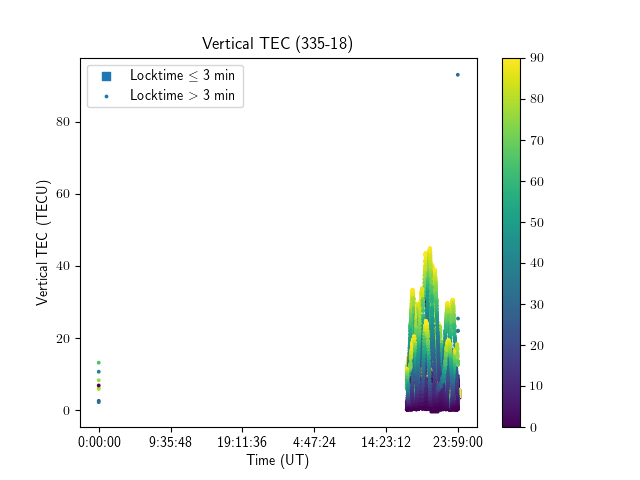 Vertical TEC (335-18)
Locktime ≤ 3 min
Locktime > 3 min
90
80
70
60
50
40
30
20
10
0
80
60
40
20
0
Vertical TEC (TECU)
0:00:00 9:35:48 19:11:36 4:47:24 14:23:12 23:59:00
Time (UT)